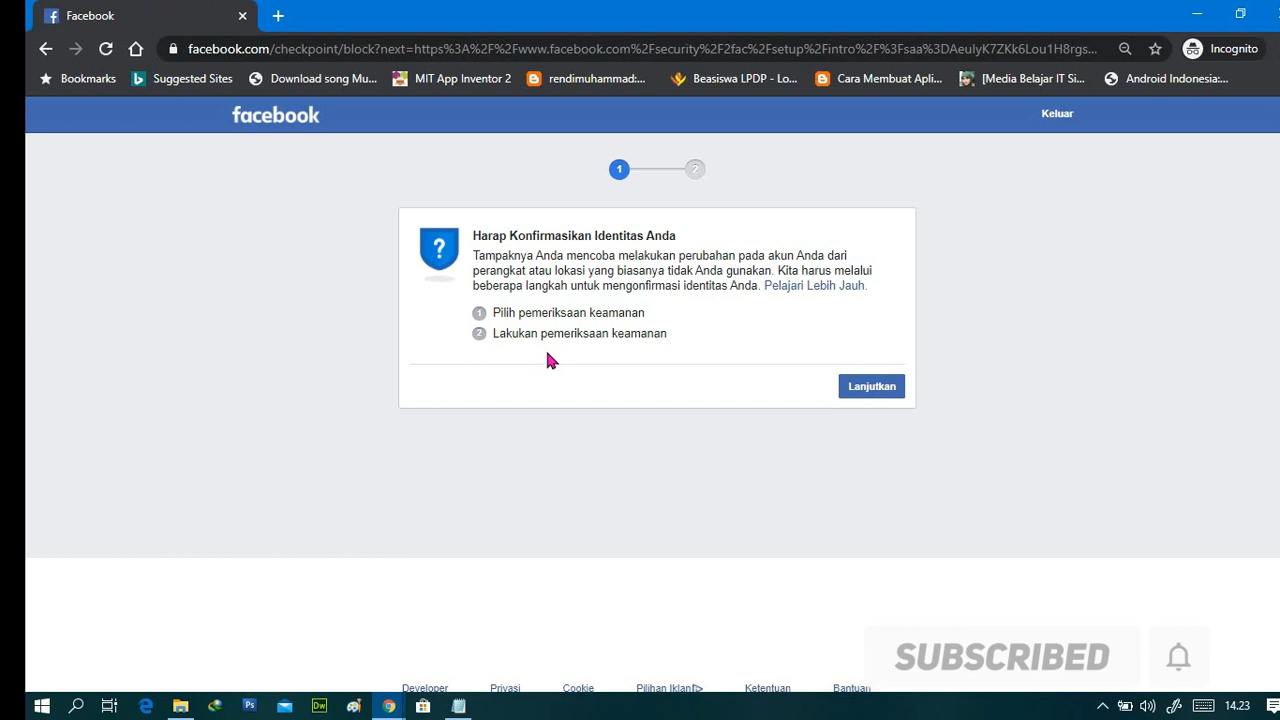 Facebook
facebook.com/checkpoint/block?next=https%3A%2F%2Fwww.facebook.com%2Fsecurity%2F2fac%2Fsetup%2Fintro%2F%3Fsaa%3DAeulyK7ZKk6Lou1H8rgs...
Incognito
Bookmarks
Suggested Sites
Download song Mu...
MIT App Inventor 2
rendimuhammad:...
Beasiswa LPDP - Lo...
Cara Membuat Apli...
[Media Belajar IT Si...
Android Indonesia:...
facebook
Keluar
1
2
Harap Konfirmasikan Identitas Anda
Tampaknya Anda mencoba melakukan perubahan pada akun Anda dari
perangkat atau lokasi yang biasanya tidak Anda gunakan. Kita harus melalui
beberapa langkah untuk mengonfirmasi identitas Anda. Pelajari Lebih Jauh.
1 Pilih pemeriksaan keamanan
2 Lakukan pemeriksaan keamanan
Lanjutkan
SUBSCRIBED
Developer
Privasi
Cookie
Pilihan Iklan
Ketentuan
Bantuan
Ps
Dw
14.23